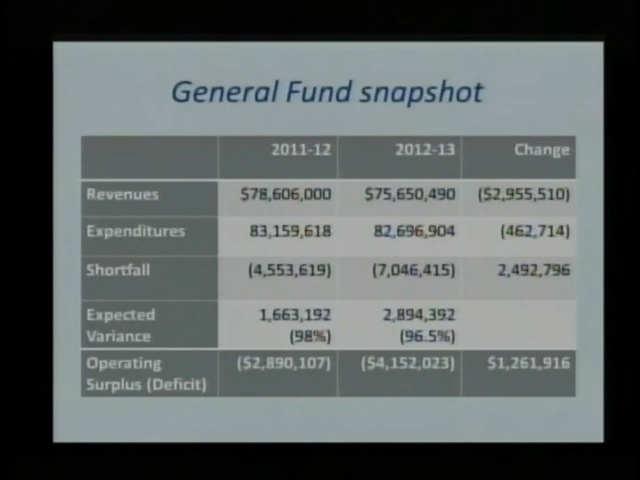 General Fund snapshot
2011-12 2012-13 Change
Revenues $78,606,000 $75,650,490 ($2,955,510)
Expenditures 83,159,618 82,696,904 (462,714)
Shortfall (4,553,619) (7,046,415) 2,492,796
Expected 1,663,192 2,894,392
Variance (98%) (96.5%)
Operating ($2,890,107) ($4,152,023) $1,261,916
Surplus (Deficit)